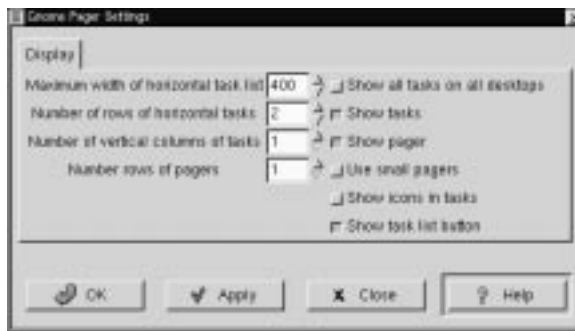 Gnome Pager Settings
Display
Maximum width of horizontal task list 400 Show all tasks on all desktops
Number of rows of horizontal tasks 2 Show tasks
Number of vertical columns of tasks 1 Show pager
Number rows of pagers 1 Use small pagers
Show icons in tasks
Show task list button
OK Apply Close Help